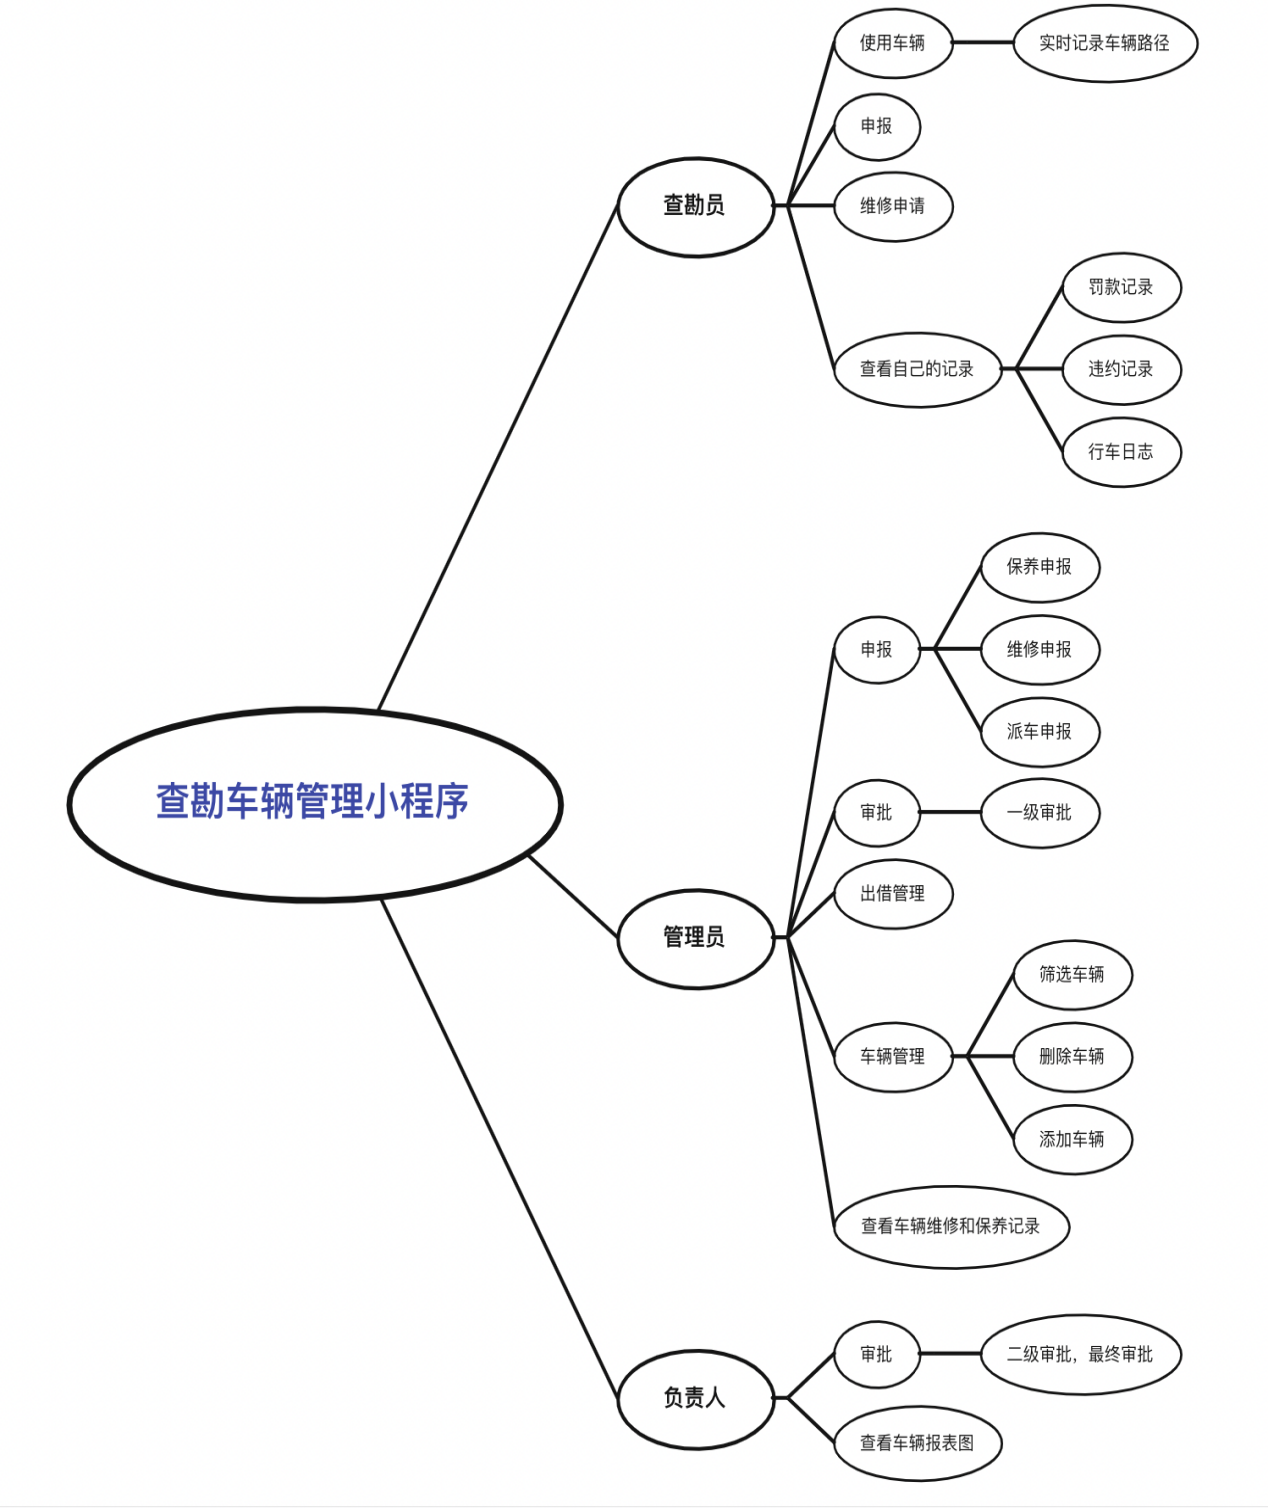 使用车辆
实时记录车辆路径
申报
查勘员
维修申请
罚款记录
查看自己的记录
违约记录
行车日志
保养申报
申报
维修申报
派车申报
查勘车辆管理小程序
审批
一级审批
出借管理
管理员
筛选车辆
车辆管理
删除车辆
添加车辆
查看车辆维修和保养记录
审批
二级审批，最终审批
负责人
查看车辆报表图